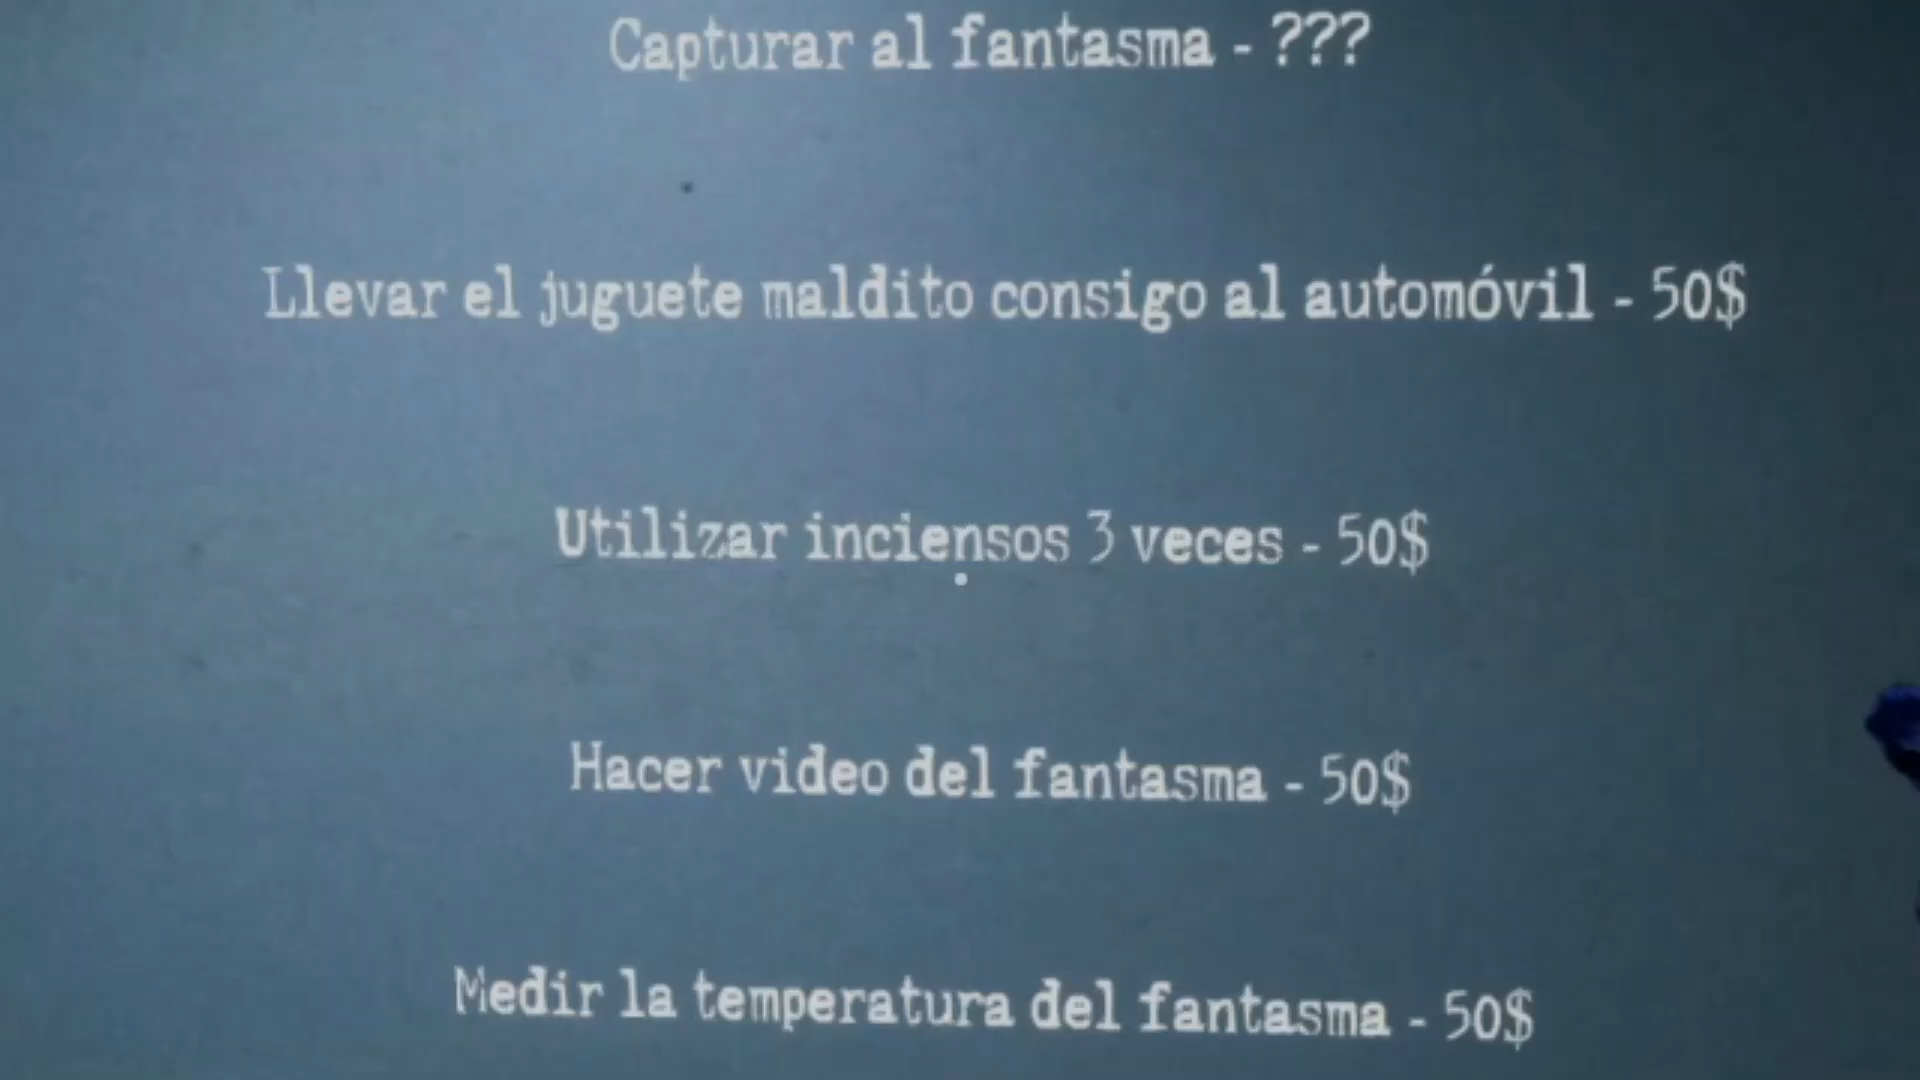 Capturar al fantasma - ???
Llevar el juguete maldito consigo al automóvil - 50$
Utilizar inciensos 3 veces - 50$
Hacer video del fantasma - 50$
Medir la temperatura del fantasma - 50$